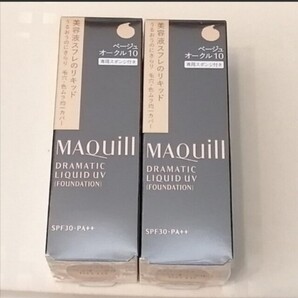 美容液スフレのリキッド
ベージュ
オークル10
専用スポンジ付き
MAQuill
DRAMATIC
LIQUID UV
(FOUNDATION)
SPF30・PA++
美容液スフレのリキッド
ベージュ
オークル10
専用スポンジ付き
MAQuill
DRAMATIC
LIQUID UV
(FOUNDATION)
SPF30・PA++